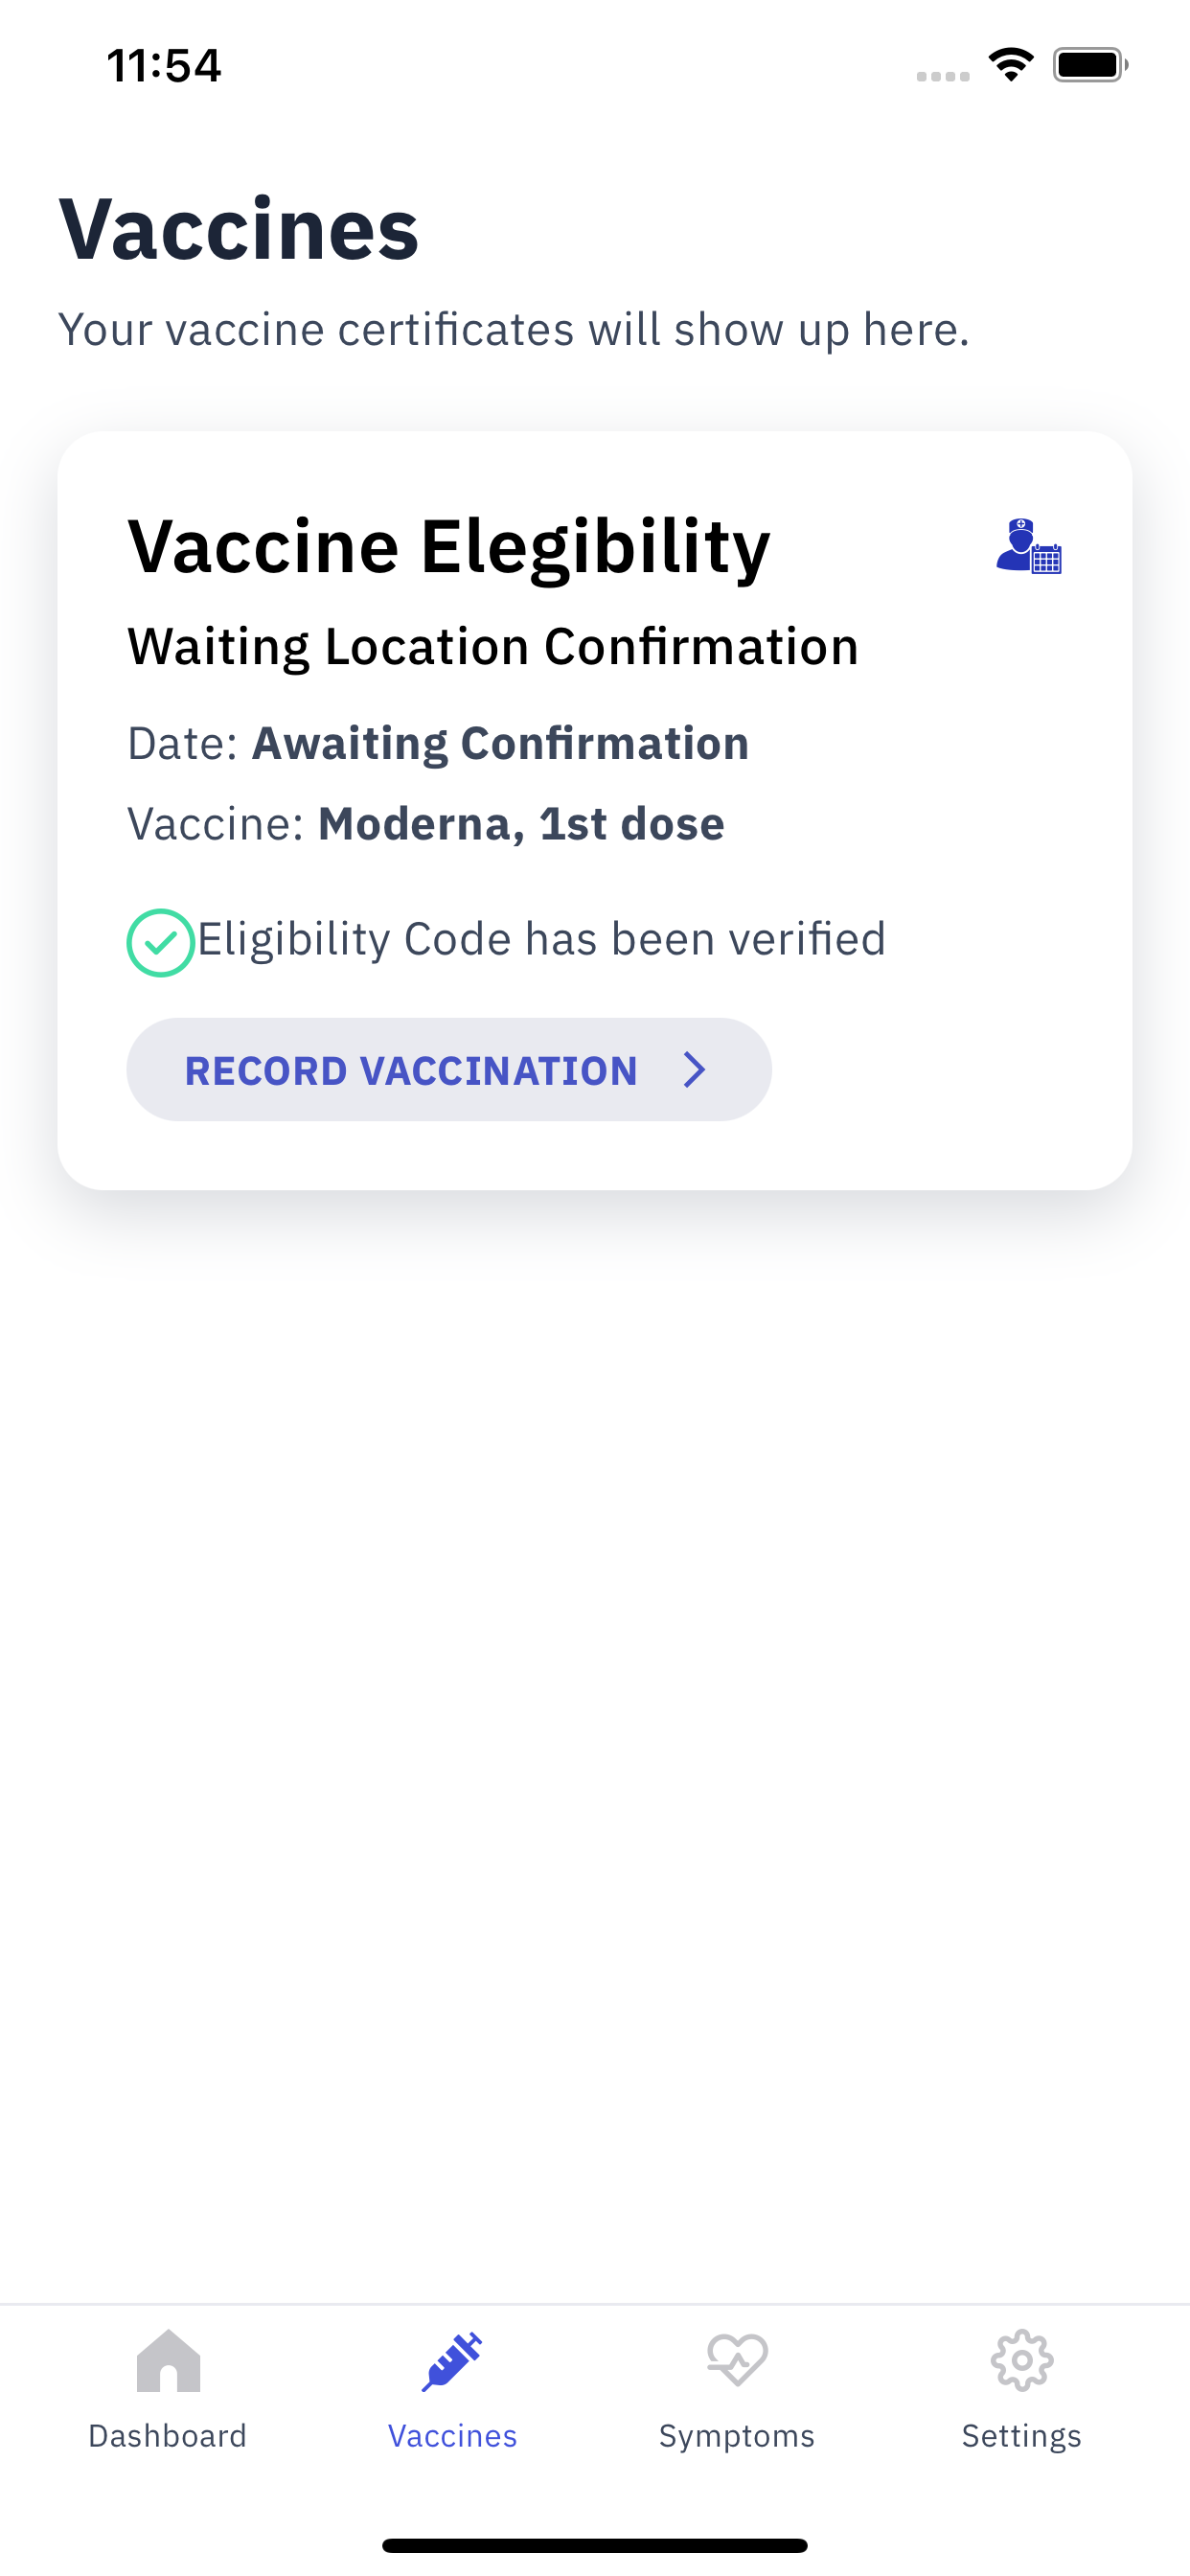 11:54
Vaccines
Your vaccine certificates will show up here.
Vaccine Elegibility
Waiting Location Confirmation
Date: Awaiting Confirmation
Vaccine: Moderna, 1st dose
Eligibility Code has been verified
RECORD VACCINATION
Dashboard Vaccines Symptoms Settings